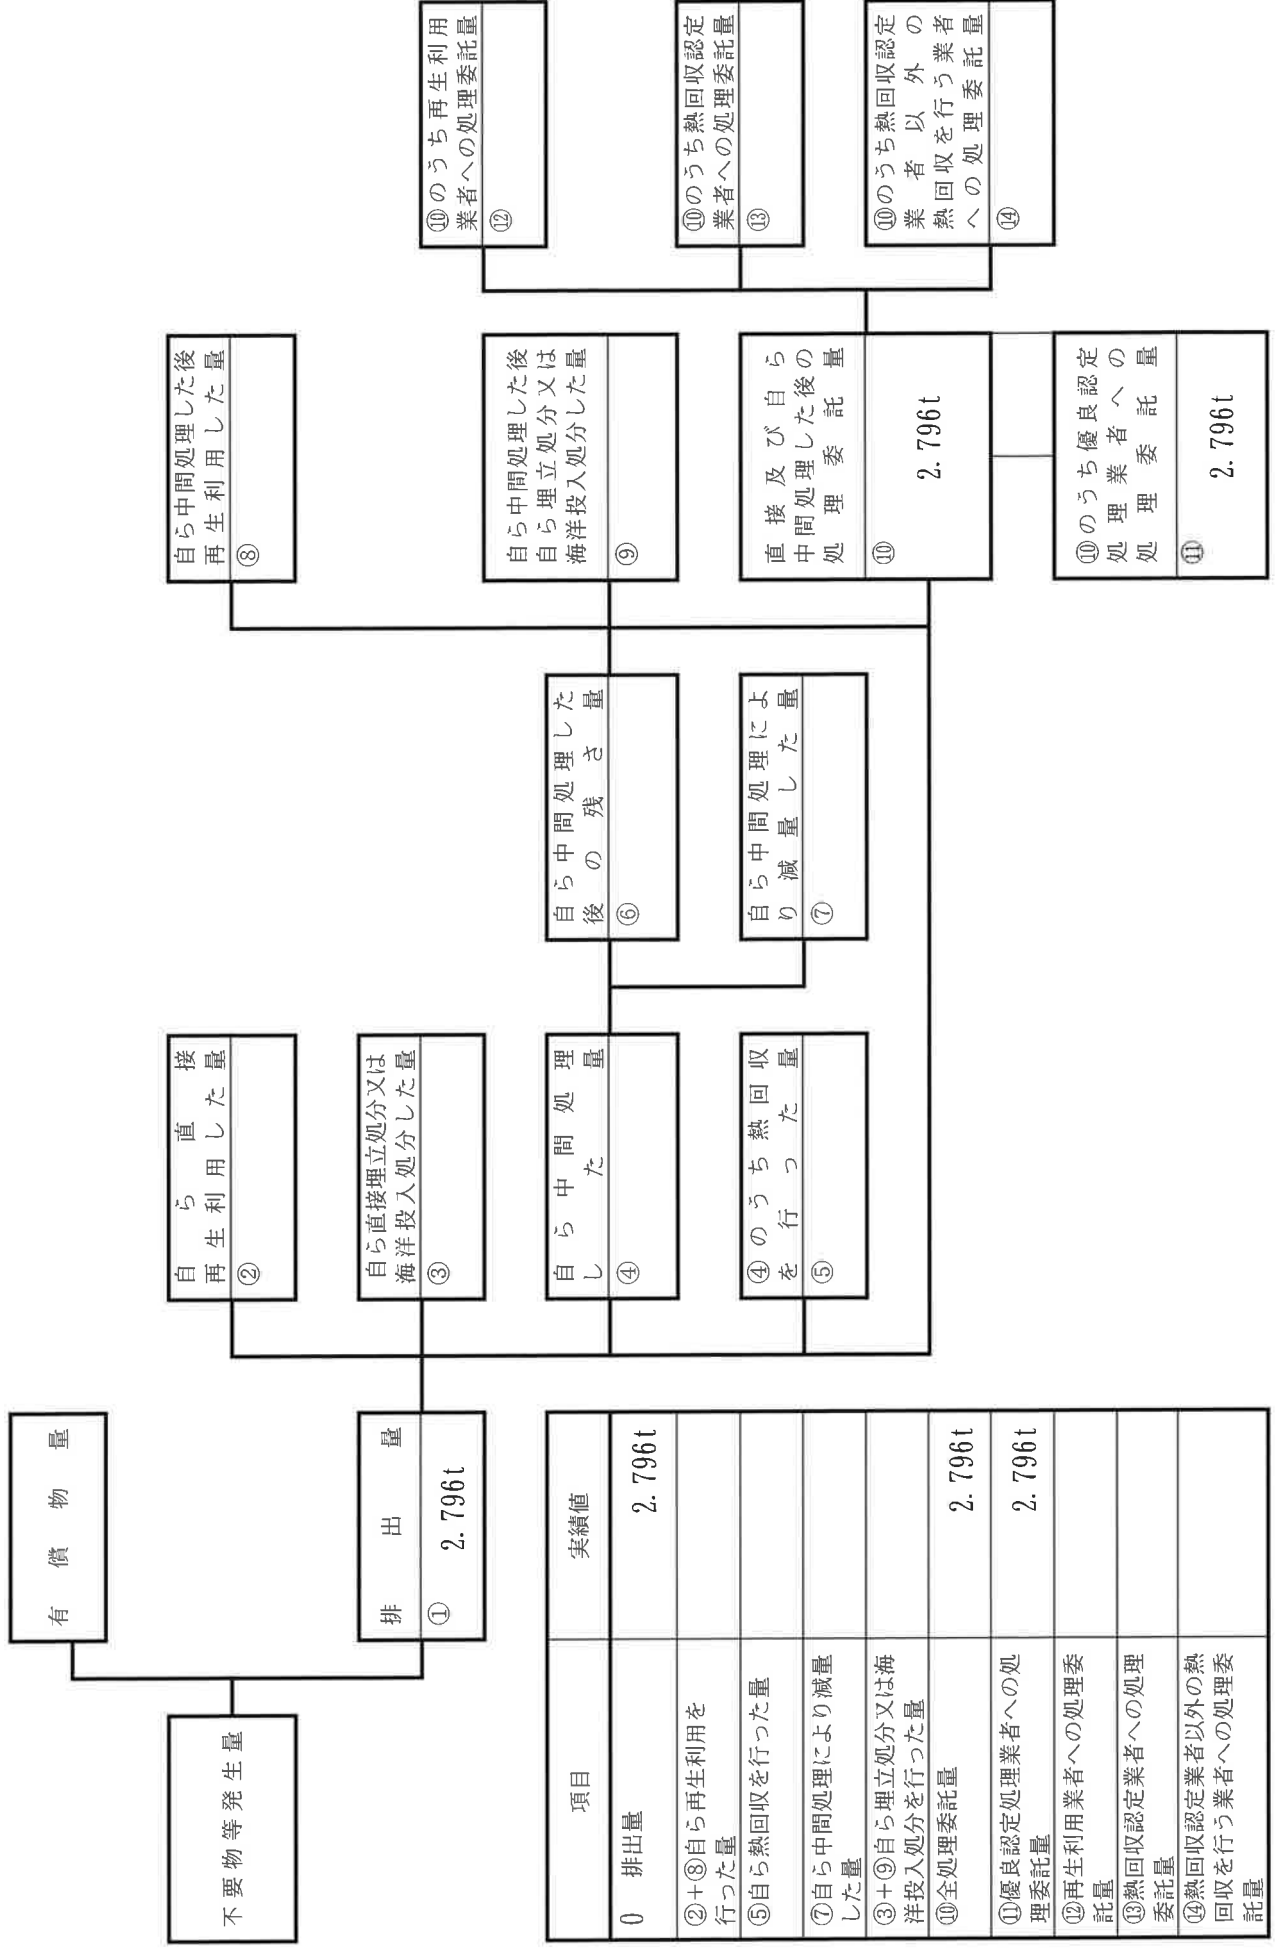 不要物等発生量
有償物量
排出量
① 2.796t
自ら直接
再生利用した量
②
自ら直接埋立処分又は
海洋投入処分した量
③
自ら中間処理
した量
④
④のうち熱回収
を行った量
⑤
自ら中間処理した
後の残さ量
⑥
自ら中間処理によ
り減量した量
⑦
自ら中間処理した後
再生利用した量
⑧
自ら中間処理した後
自ら埋立処分又は
海洋投入処分した量
⑨
直接及び自ら
中間処理した後の
処理委託量
⑩
2.796t
⑩のうち優良認定
処理業者への
処理委託量
⑪
2.796t
⑩のうち再生利用
業者への処理委託量
⑫
⑩のうち熱回収認定
業者への処理委託量
⑬
⑩のうち熱回収認定
業者以外の
熱回収を行う業者
への処理委託量
⑭
項目 実績値
0 排出量 2.796t
②+⑧自ら再生利用を
行った量
⑤自ら熱回収を行った量
⑦自ら中間処理により減量
した量
③+⑨自ら埋立処分又は海
洋投入処分を行った量
⑩全処理委託量 2.796t
⑪優良認定処理業者への処
理委託量 2.796t
⑫再生利用業者への処理委
託量
⑬熱回収認定業者への処理
委託量
⑭熱回収認定業者以外の熱
回収を行う業者への処理委
託量